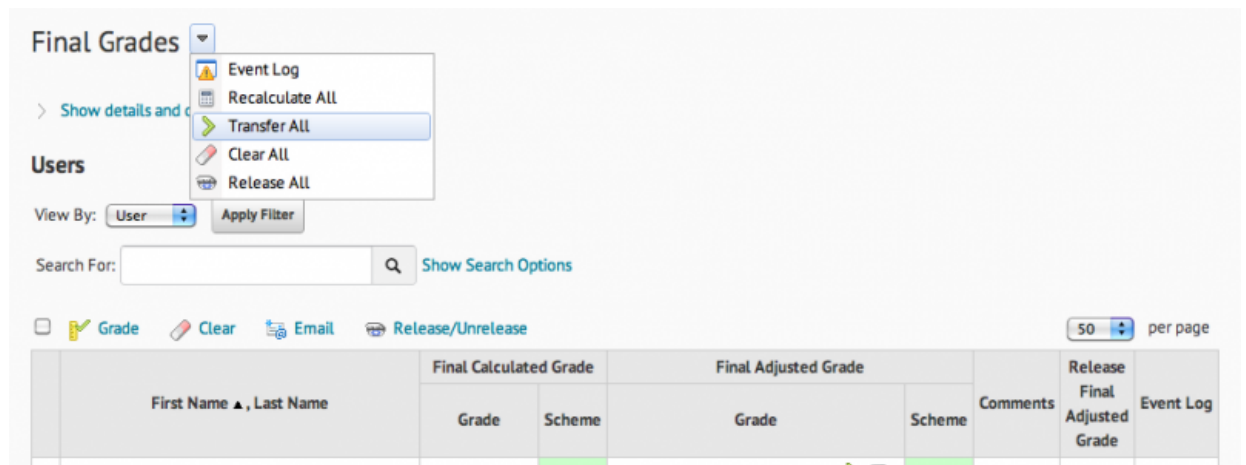 Final Grades
Event Log
Recalculate All
Show details and
Transfer All
Clear All
Users
Release All
View By: User Apply Filter
Search For: Show Search Options
Grade Clear Email Release/Unrelease 50 per page
First Name ▲, Last Name
Final Calculated Grade
Grade Scheme
Final Adjusted Grade
Grade Scheme
Comments
Release
Final
Adjusted
Grade
Event Log